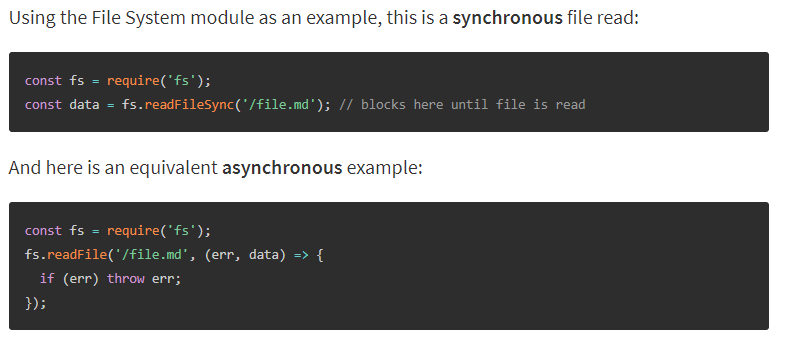 Using the File System module as an example, this is a synchronous file read:
const fs = require('fs');
const data = fs.readFileSync('/file.md'); // blocks here until file is read
And here is an equivalent asynchronous example:
const fs = require('fs');
fs.readFile('/file.md', (err, data) => {
  if (err) throw err;
});